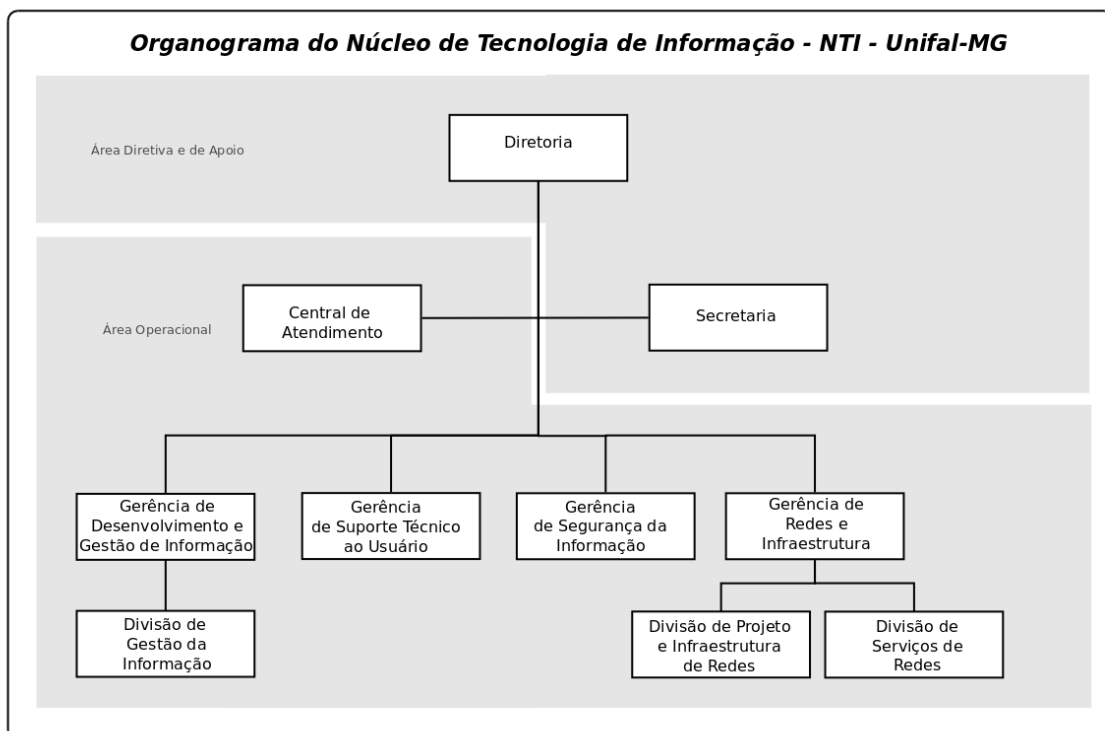 Organograma do Núcleo de Tecnologia de Informação - NTI - Unifal-MG
Diretoria
Área Diretiva e de Apoio
Central de
Atendimento
Secretaria
Área Operacional
Gerência de
Desenvolvimento e
Gestão de Informação
Gerência
de Suporte Técnico
ao Usuário
Gerência
de Segurança da
Informação
Gerência de
Redes e
Infraestrutura
Divisão de
Gestão da
Informação
Divisão de Projeto
e Infraestrutura
de Redes
Divisão de
Serviços de
Redes